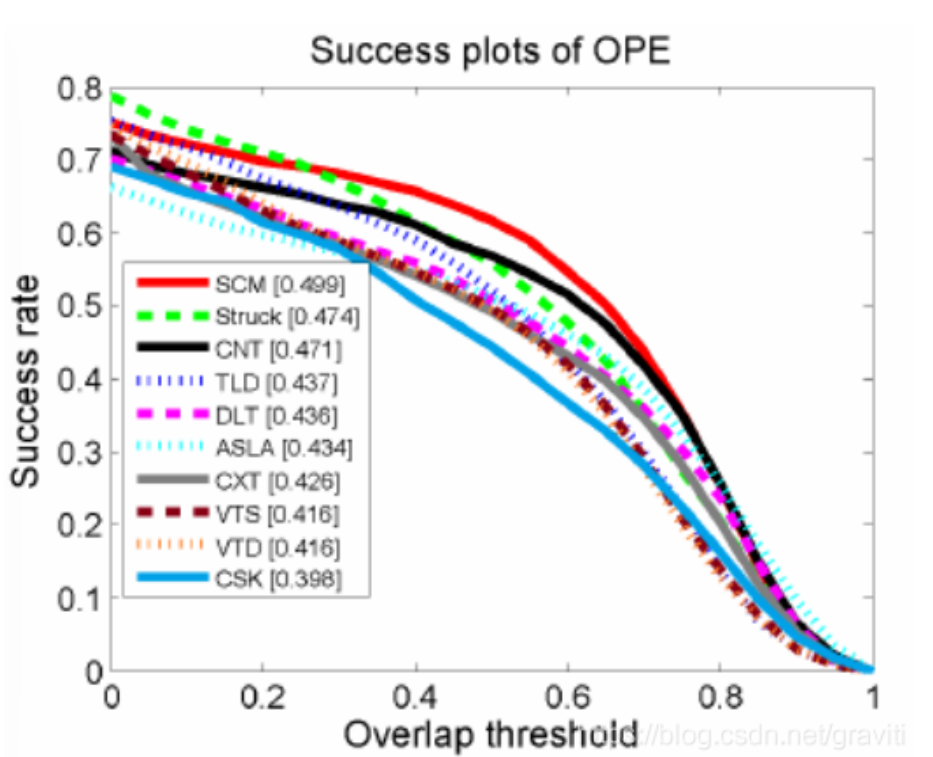 Success plots of OPE
Success rate
0.8
0.7
0.6
0.5
0.4
0.3
0.2
0.1
0
SCM [0.499]
Struck [0.474]
CNT [0.471]
TLD [0.437]
DLT [0.436]
ASLA [0.434]
CXT [0.426]
VTS [0.416]
VTD [0.416]
CSK [0.398]
0 0.2 0.4 0.6 0.8 1
Overlap threshold
//blog.csdn.net/graviti